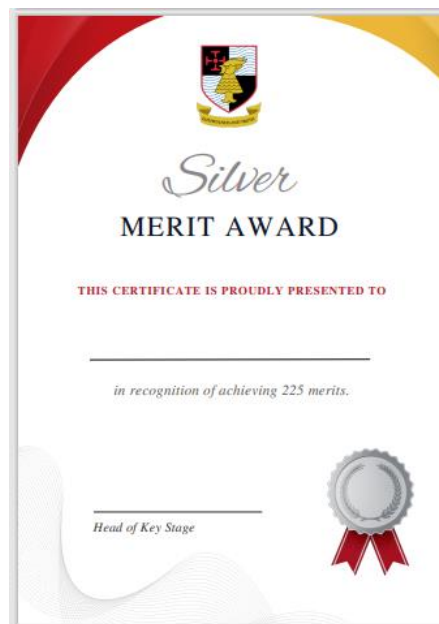 Silver
MERIT AWARD
THIS CERTIFICATE IS PROUDLY PRESENTED TO
in recognition of achieving 225 merits.
Head of Key Stage